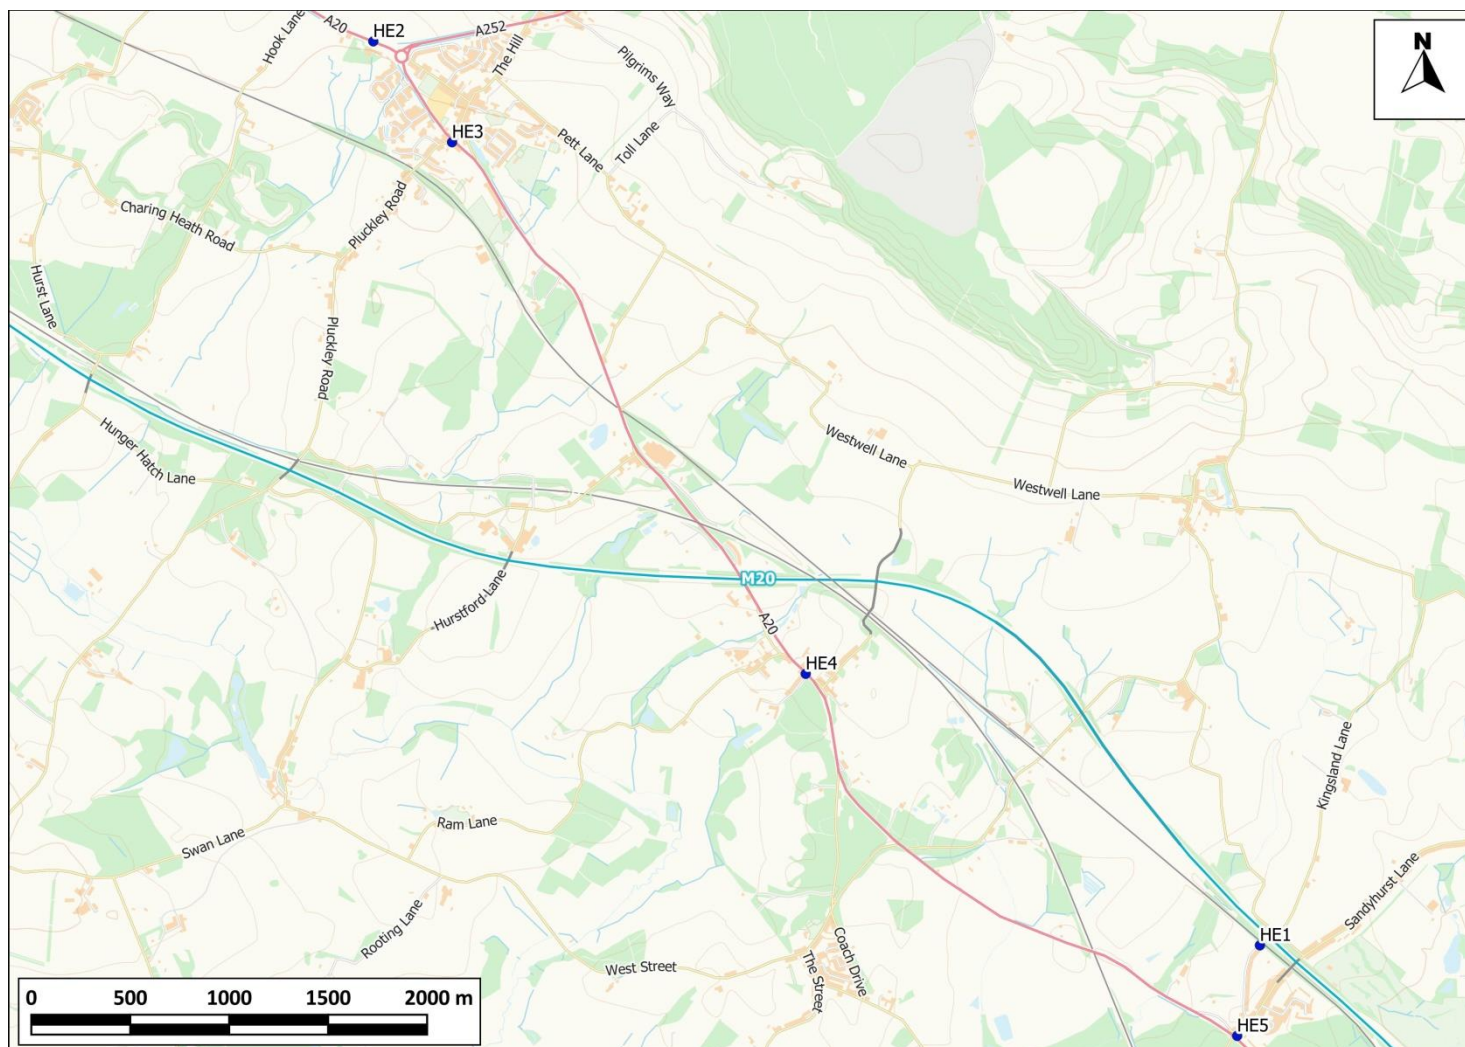 A20
HE2
A252
Hook Lane
The Hill
N
Pilgrims Way
HE3
Pett Lane
Toll Lane
Pluckley Road
Charing Heath Road
Hurst Lane
Pluckley Road
Hunger Hatch Lane
Westwell Lane
Westwell Lane
M20
Hurstford Lane
A20
HE4
Kingsland Lane
Ram Lane
Swan Lane
Sandyhurst Lane
Rooting Lane
Coach Drive
HE1
West Street
The Street
0 500 1000 1500 2000 m
HE5